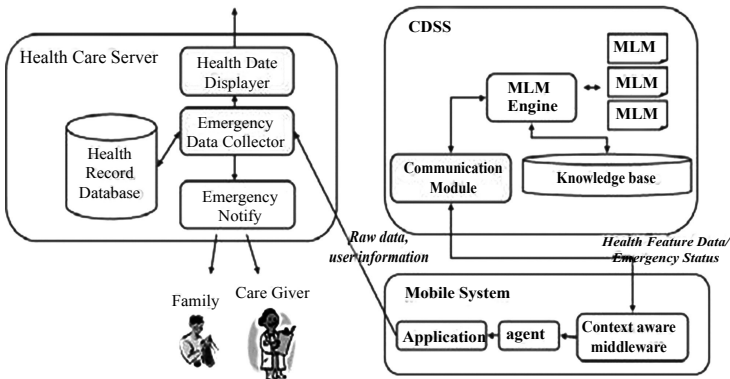 Health Care Server
Health Date
Displayer
Emergency
Data Collector
Health
Record
Database
Emergency
Notify
Family
Care Giver
Raw data,
user information
CDSS
MLM
MLM
MLM
MLM
Engine
Communication
Module
Knowledge base
Health Feature Data/
Emergency Status
Mobile System
Application
agent
Context aware
middleware